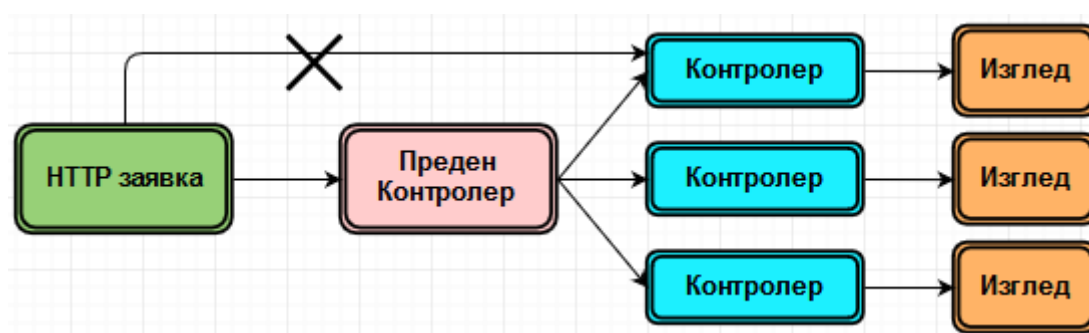 Контролер
Изглед
HTTP заявка
Преден
Контролер
Контролер
Изглед
Контролер
Изглед